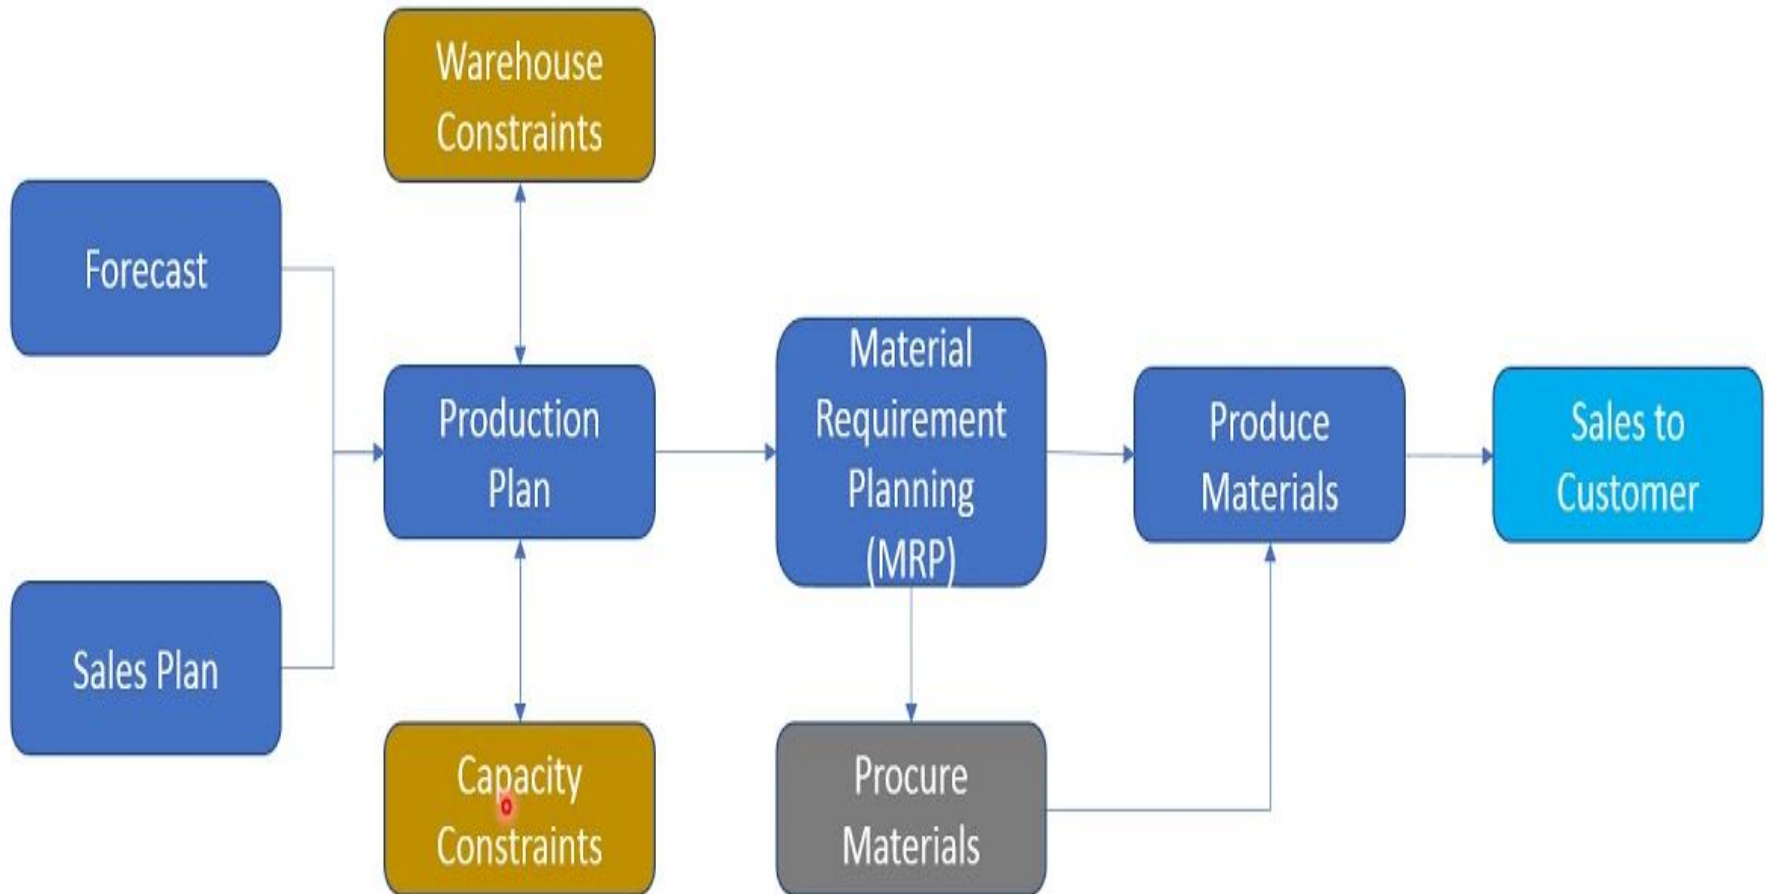 Warehouse
Constraints
Forecast
Production
Plan
Material
Requirement
Planning
(MRP)
Produce
Materials
Sales to
Customer
Sales Plan
Capacity
Constraints
Procure
Materials